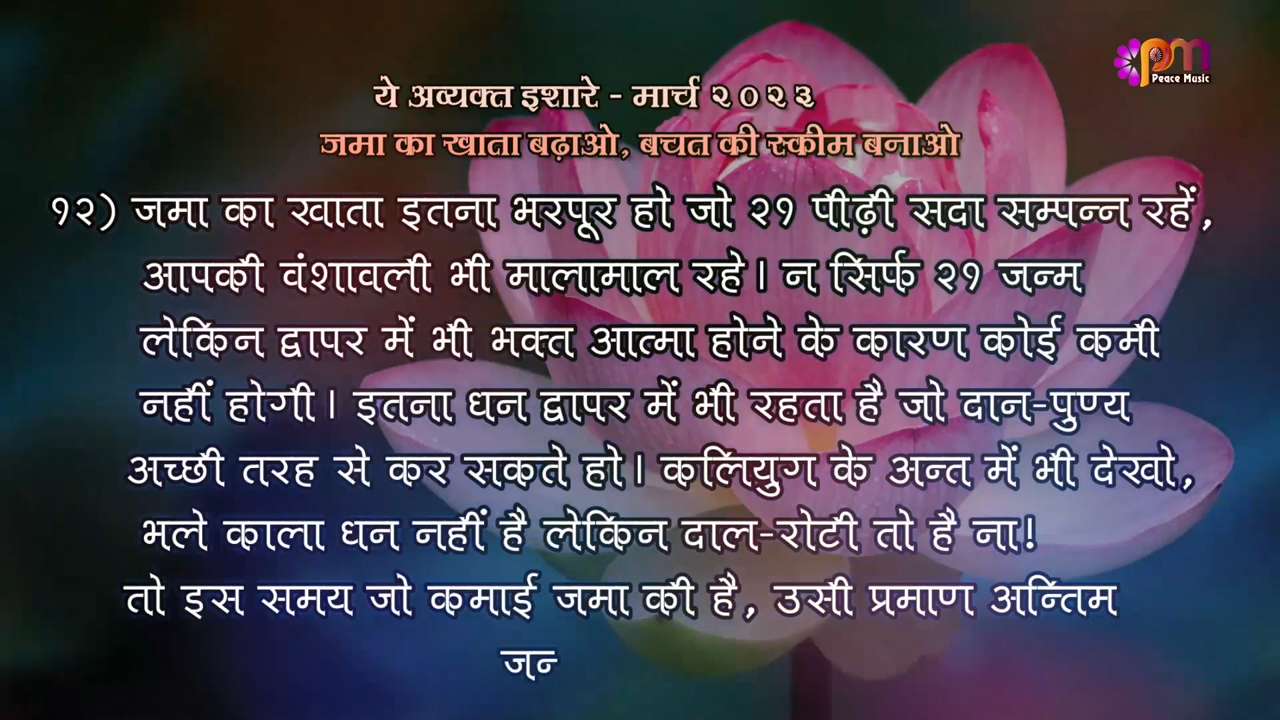 pm
Peace Music
ये अव्यक्त इशारे - मार्च २०२३
जमा का खाता बढ़ाओ, बचत की स्कीम बनाओ
१२) जमा का खाता इतना भरपूर हो जो २१ पीढ़ी सदा सम्पन्न रहें,
आपकी वंशावली भी मालामाल रहे। न सिर्फ २१ जन्म
लेकिन द्वापर में भी भक्त आत्मा होने के कारण कोई कमी
नहीं होगी। इतना धन द्वापर में भी रहता है जो दान-पुण्य
अच्छी तरह से कर सकते हो। कलियुग के अन्त में भी देखो,
भले काला धन नहीं है लेकिन दाल-रोटी तो है ना!
तो इस समय जो कमाई जमा की है, उसी प्रमाण अन्तिम
जन्